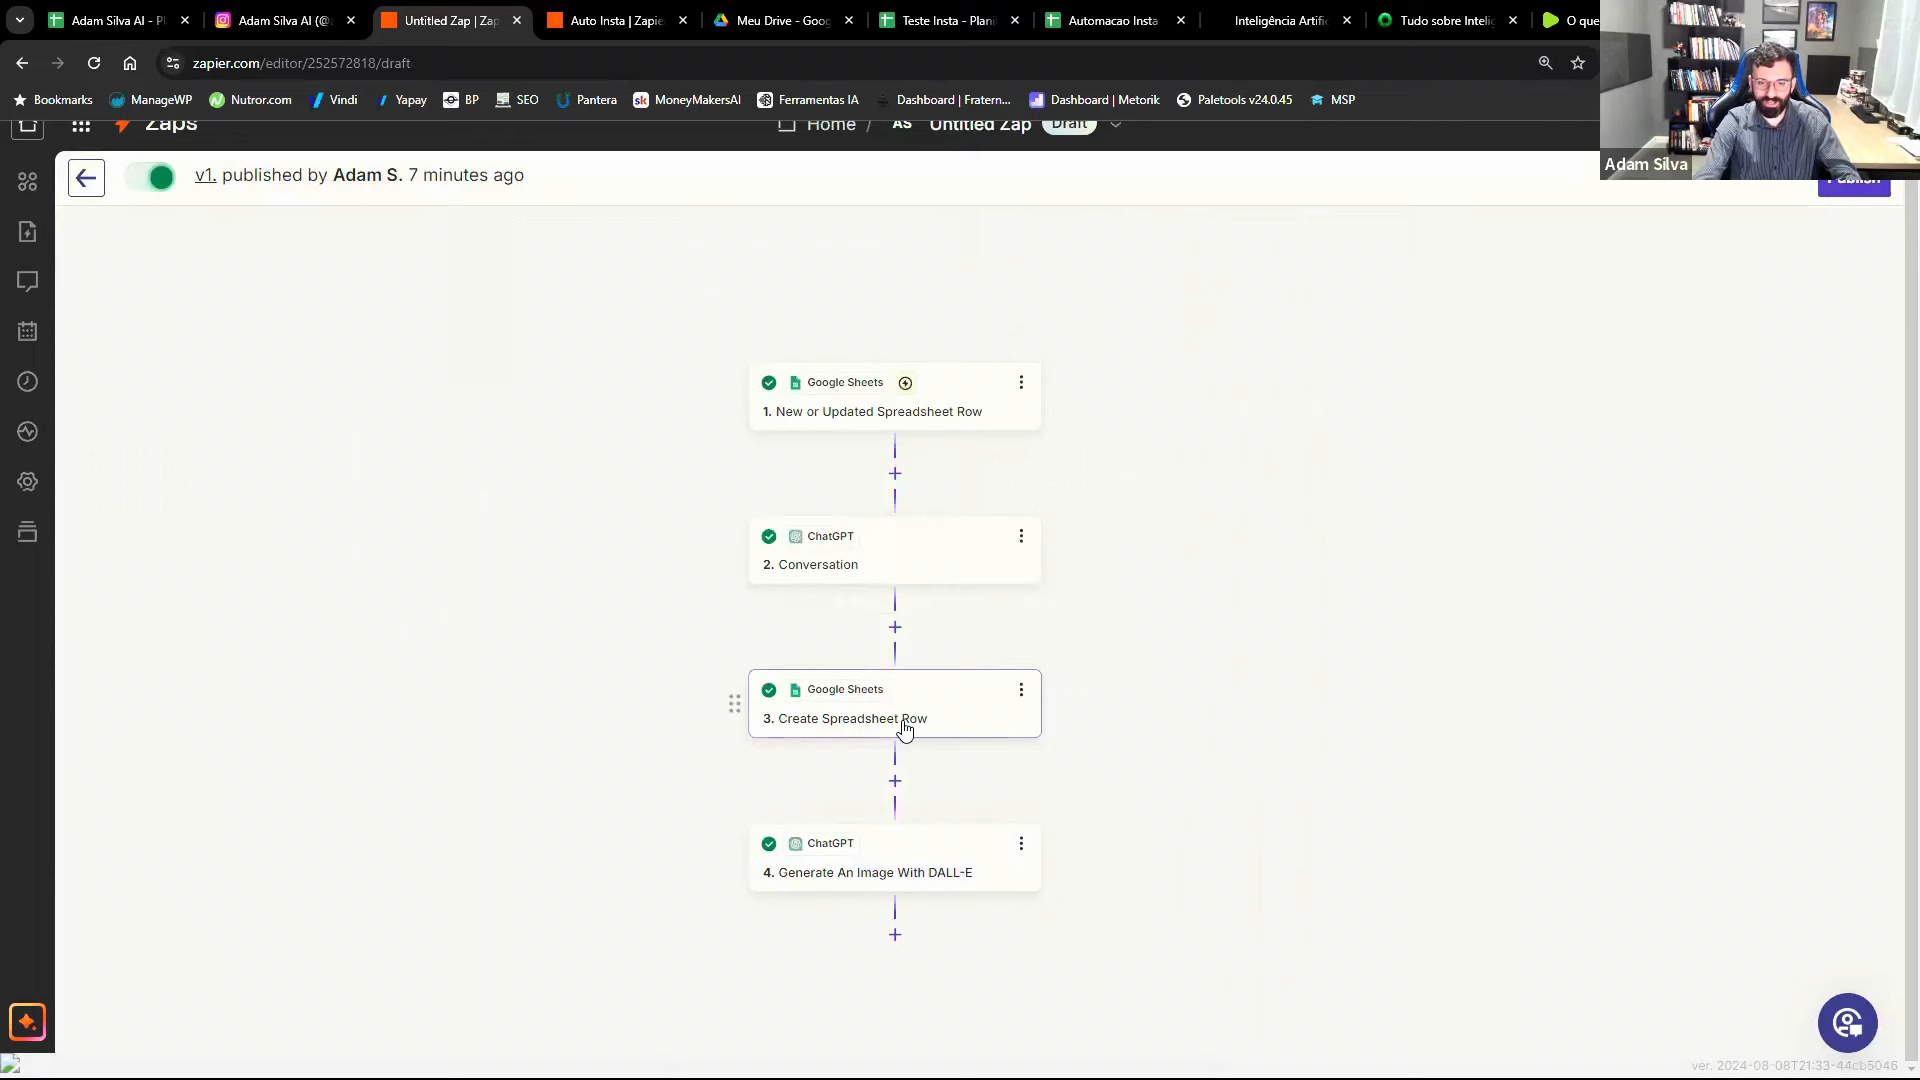 Adam Silva AI - Pl
Adam Silva AI (@a
Untitled Zap | Zap
Auto Insta | Zapie
Meu Drive - Goog
Teste Insta - Plani
Automacao Insta
Inteligência Artific
Tudo sobre Intelig
O que
zapier.com/editor/252572818/draft
Bookmarks
ManageWP
Nutror.com
Vindi
Yapay
BP
SEO
Pantera
MoneyMakersAI
Ferramentas IA
Dashboard | Fratern...
Dashboard | Metorik
Paletools v24.0.45
MSP
Zaps
Home / AS Untitled Zap Draft
Adam Silva
v1. published by Adam S. 7 minutes ago
Publish
Google Sheets
1. New or Updated Spreadsheet Row
ChatGPT
2. Conversation
Google Sheets
3. Create Spreadsheet Row
ChatGPT
4. Generate An Image With DALL-E
ver. 2024-08-08T21:33-44cb5046